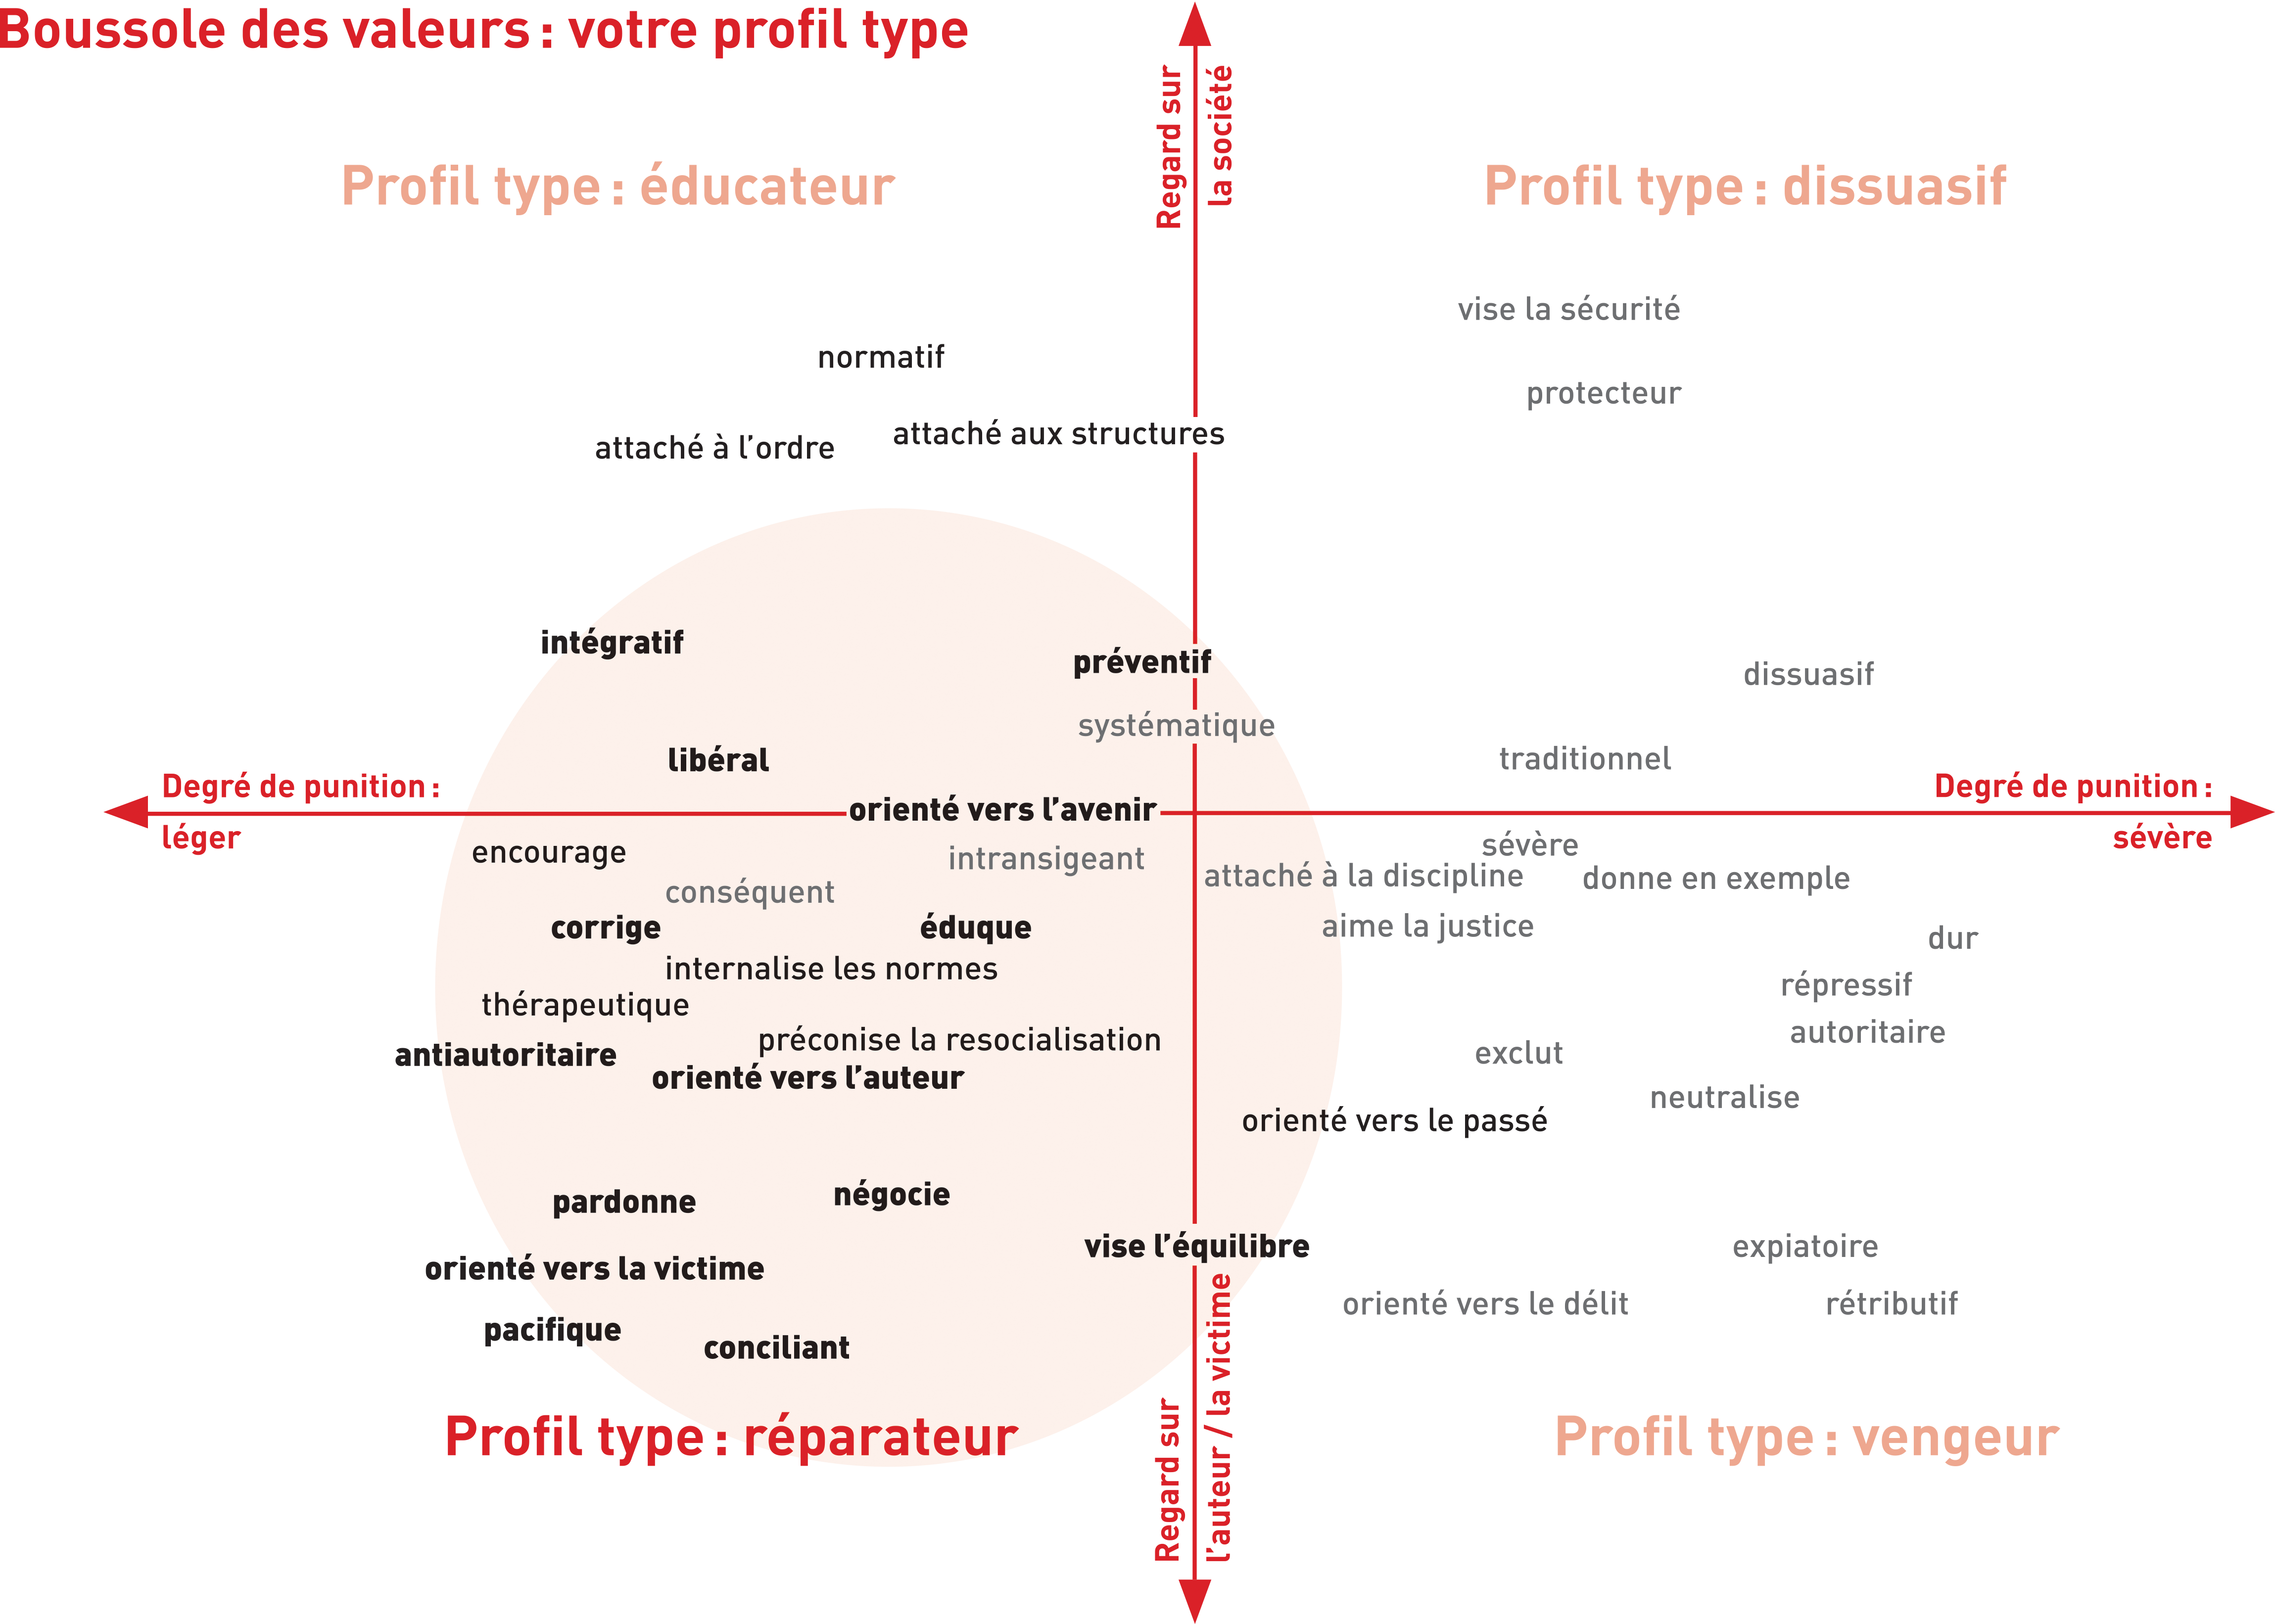 Boussole des valeurs : votre profil type
Regard sur
la société
Profil type : éducateur
Profil type : dissuasif
vise la sécurité
normatif
protecteur
attaché à l’ordre
attaché aux structures
intégratif
préventif
dissuasif
systématique
libéral
traditionnel
Degré de punition :
léger
orienté vers l’avenir
Degré de punition :
sévère
encourage
intransigeant
sévère
conséquent
attaché à la discipline
donne en exemple
corrige
éduque
aime la justice
dur
internalise les normes
répressif
thérapeutique
autoritaire
préconise la resocialisation
antiautoritaire
exclut
orienté vers l’auteur
neutralise
orienté vers le passé
pardonne
négocie
vise l’équilibre
expiatoire
orienté vers la victime
orienté vers le délit
rétributif
pacifique
conciliant
Regard sur
l’auteur / la victime
Profil type : réparateur
Profil type : vengeur